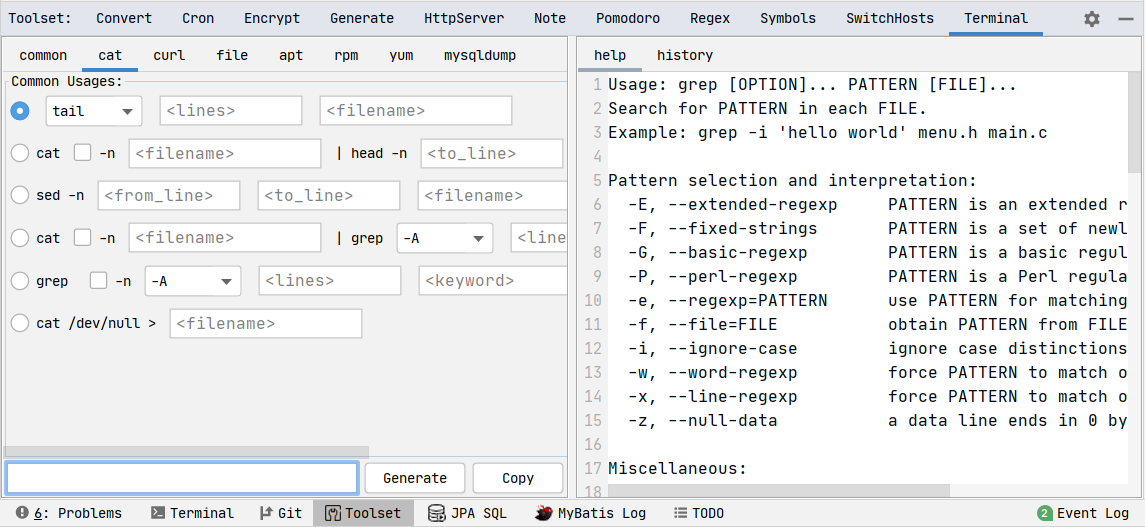 Toolset: Convert Cron Encrypt Generate HttpServer Note Pomodoro Regex Symbols SwitchHosts Terminal
common cat curl file apt rpm yum mysqldump
Common Usages:
tail <lines> <filename>
cat -n <filename> | head -n <to_line>
sed -n <from_line> <to_line> <filename>
cat -n <filename> | grep -A <line
grep -n -A <lines> <keyword>
cat /dev/null > <filename>
Generate Copy
help history
1 Usage: grep [OPTION]... PATTERN [FILE]...
2 Search for PATTERN in each FILE.
3 Example: grep -i 'hello world' menu.h main.c
4
5 Pattern selection and interpretation:
6 -E, --extended-regexp PATTERN is an extended r
7 -F, --fixed-strings PATTERN is a set of newl
8 -G, --basic-regexp PATTERN is a basic regul
9 -P, --perl-regexp PATTERN is a Perl regula
10 -e, --regexp=PATTERN use PATTERN for matching
11 -f, --file=FILE obtain PATTERN from FILE
12 -i, --ignore-case ignore case distinctions
13 -w, --word-regexp force PATTERN to match o
14 -x, --line-regexp force PATTERN to match o
15 -z, --null-data a data line ends in 0 by
16
17 Miscellaneous:
18
6: Problems Terminal Git Toolset JPA SQL MyBatis Log TODO 2 Event Log